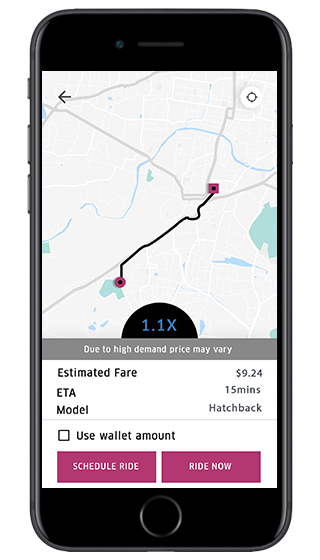 1.1X
Due to high demand price may vary
Estimated Fare $9.24
ETA 15mins
Model Hatchback
Use wallet amount
SCHEDULE RIDE RIDE NOW